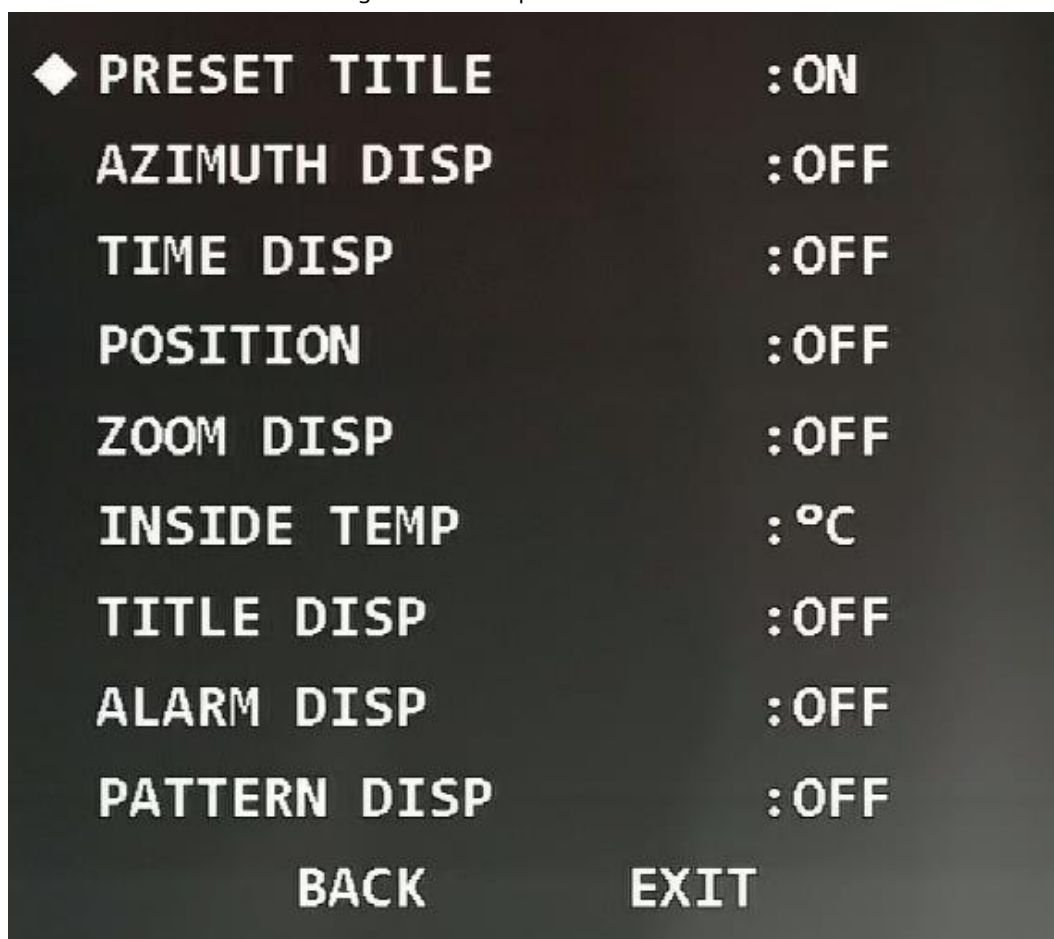 PRESET TITLE :ON
AZIMUTH DISP :OFF
TIME DISP :OFF
POSITION :OFF
ZOOM DISP :OFF
INSIDE TEMP :ºC
TITLE DISP :OFF
ALARM DISP :OFF
PATTERN DISP :OFF
BACK EXIT